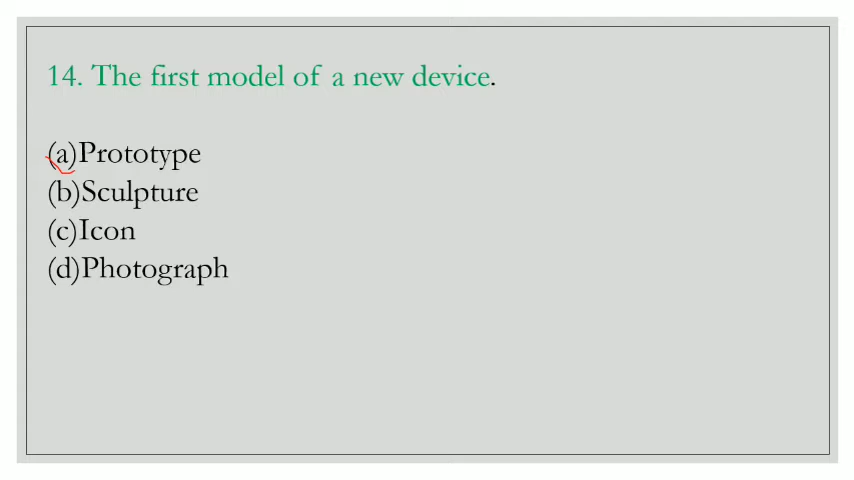 14. The first model of a new device.
(a)Prototype
(b)Sculpture
(c)Icon
(d)Photograph